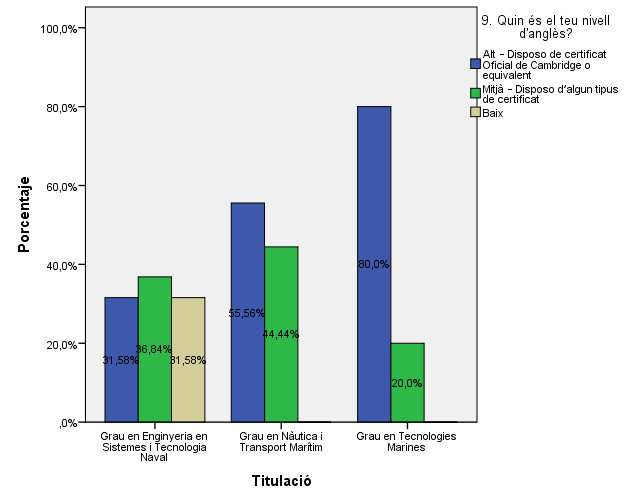 9. Quin és el teu nivell
d'anglès?
Alt - Disposo de certificat
Oficial de Cambridge o
equivalent
Mitjà - Disposo d'algun tipus
de certificat
Baix
Porcentaje
100,0%
80,0%
60,0%
40,0%
20,0%
,0%
31,58%
36,84%
31,58%
55,56%
44,44%
80,0%
20,0%
Grau en Enginyeria en
Sistemes i Tecnologia
Naval
Grau en Nàutica i
Transport Marítim
Grau en Tecnologies
Marines
Titulació